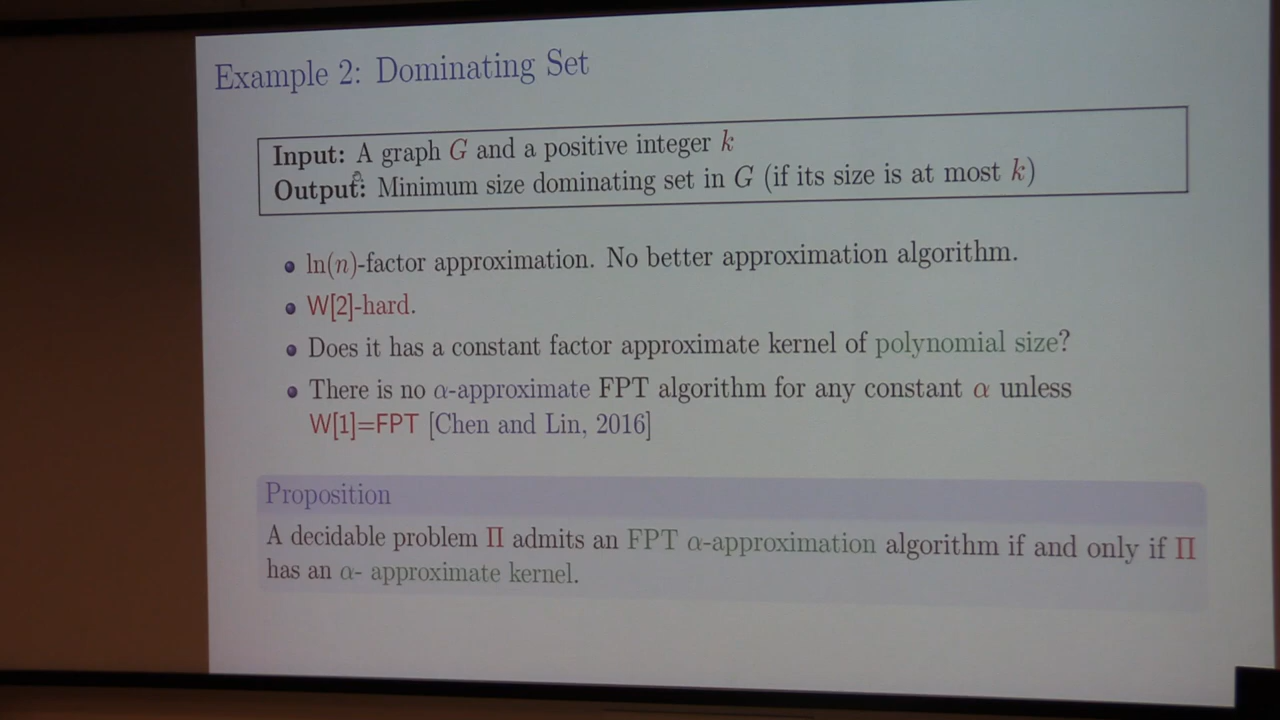 Example 2: Dominating Set
Input: A graph G and a positive integer k
Output: Minimum size dominating set in G (if its size is at most k)
ln(n)-factor approximation. No better approximation algorithm.
W[2]-hard.
Does it has a constant factor approximate kernel of polynomial size?
There is no α-approximate FPT algorithm for any constant α unless
W[1]=FPT [Chen and Lin, 2016]
Proposition
A decidable problem Π admits an FPT α-approximation algorithm if and only if Π
has an α- approximate kernel.